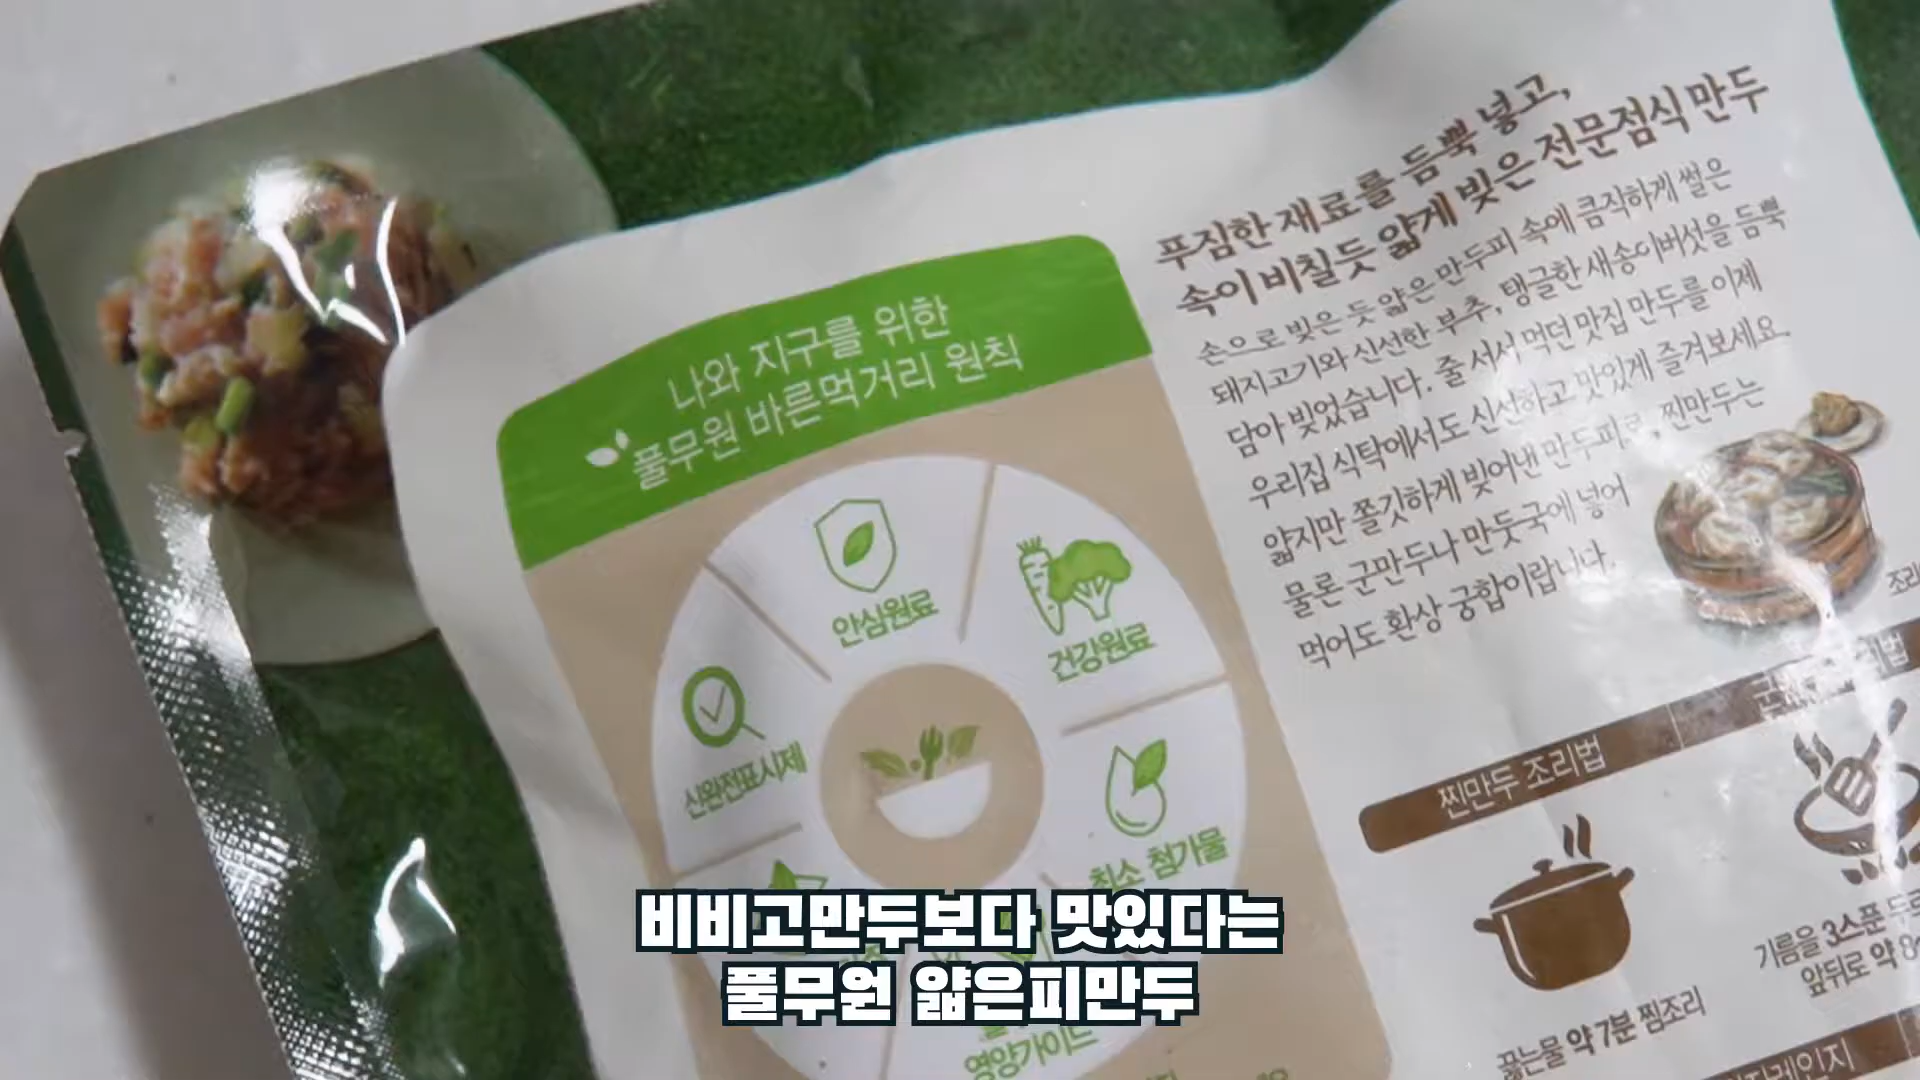 푸짐한 재료를 듬뿍 넣고,
속이 비칠듯 얇게 빚은 전문점식 만두
손으로 빚은 듯 얇은 만두피 속에 큼직하게 썰은
돼지고기와 신선한 부추, 탱글한 새송이버섯을 듬뿍
담아 빚었습니다. 줄 서서 먹던 맛집 만두를 이제
우리집 식탁에서도 신선하고 맛있게 즐겨보세요.
얇지만 쫄깃하게 빚어낸 만두피로, 찐만두는
물론 군만두나 만둣국에 넣어
먹어도 환상 궁합이랍니다.
나와 지구를 위한
풀무원 바른먹거리 원칙
안심원료
건강원료
신완전표시제
최소 첨가물
영양가이드
찐만두 조리법
끓는물 약 7분 찜조리
기름을 3스푼
앞뒤로 약
비비고만두보다 맛있다는
풀무원 얇은피만두